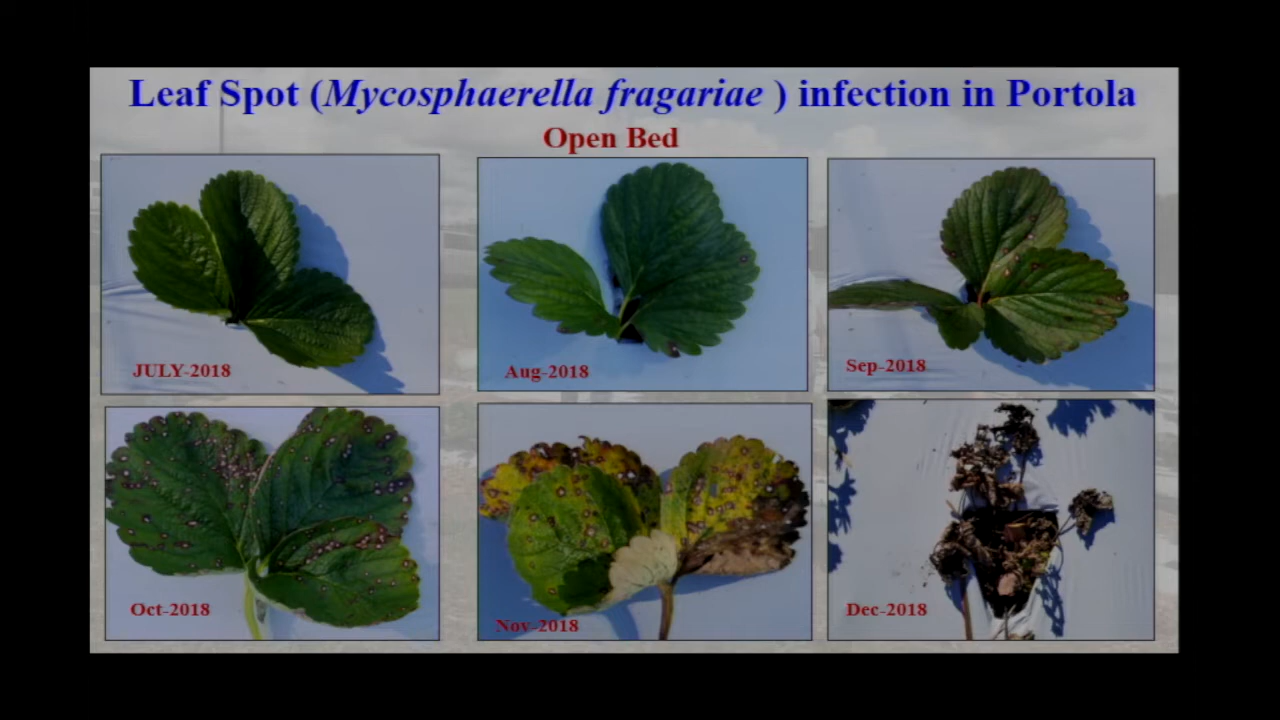 Leaf Spot (Mycosphaerella fragariae ) infection in Portola
Open Bed
JULY-2018
Aug-2018
Sep-2018
Oct-2018
Nov-2018
Dec-2018